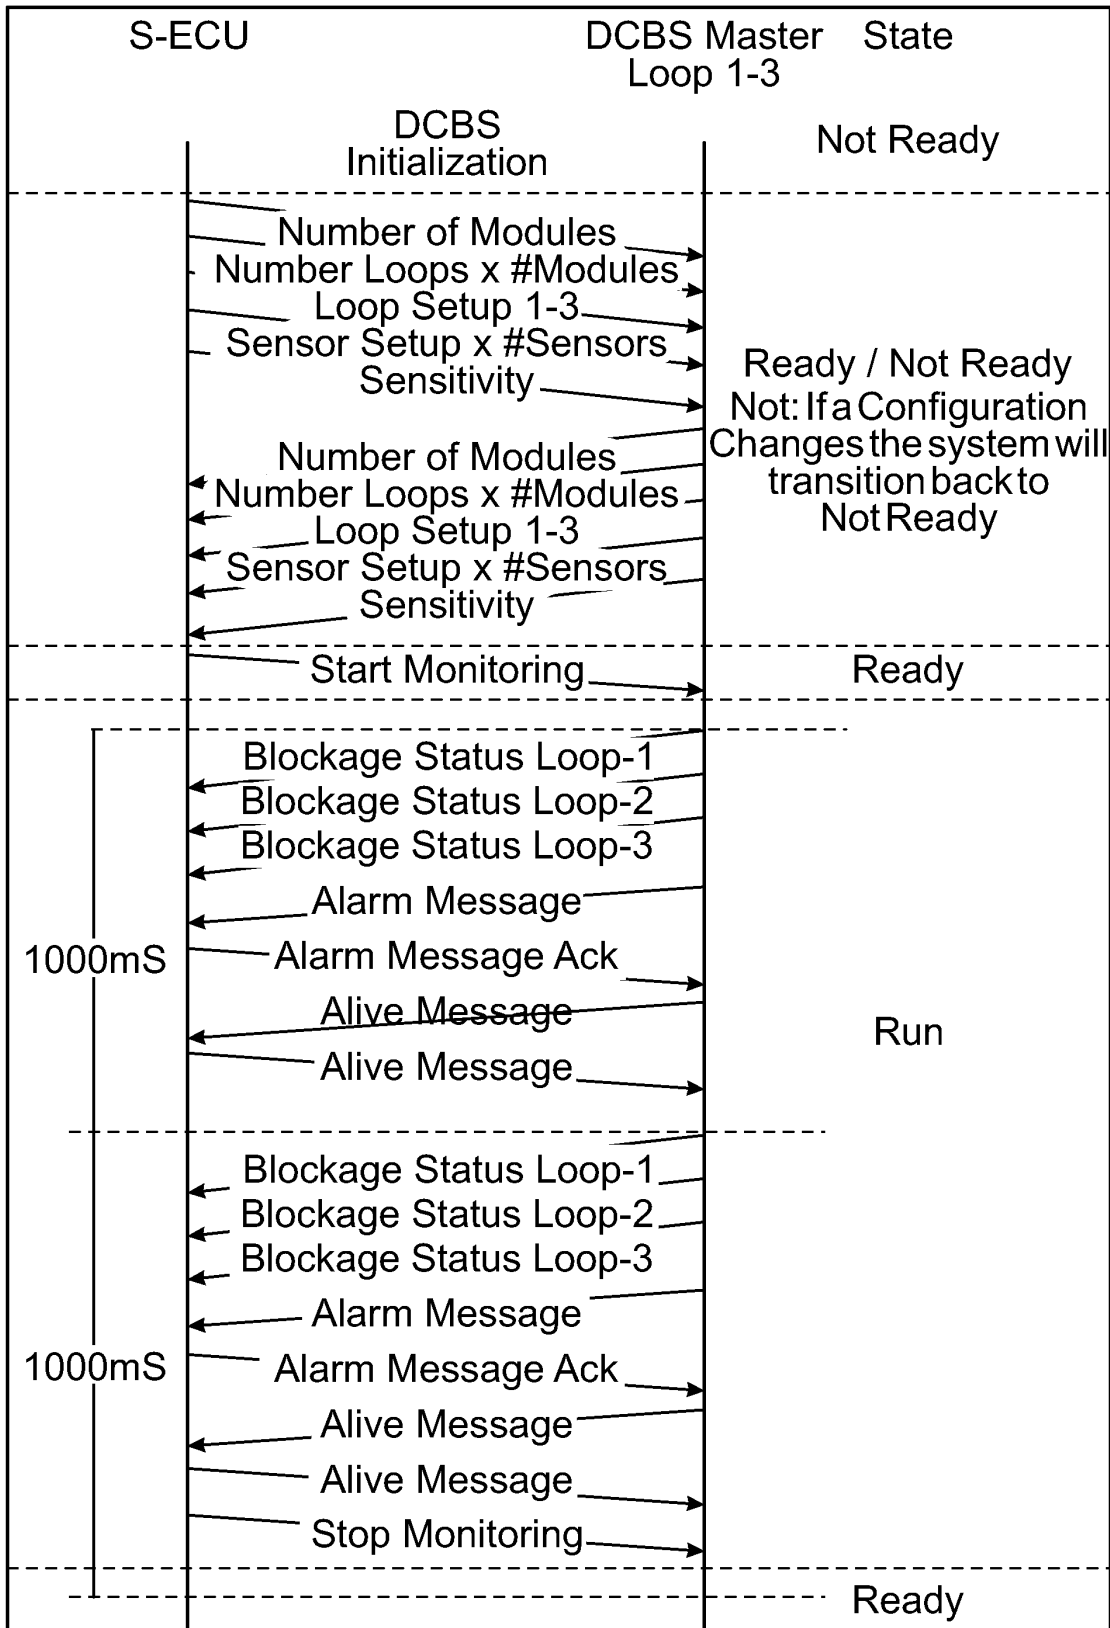 S-ECU
DCBS Master
Loop 1-3
State
DCBS
Initialization
Not Ready
Number of Modules
Number Loops x #Modules
Loop Setup 1-3
Sensor Setup x #Sensors
Sensitivity
Number of Modules
Number Loops x #Modules
Loop Setup 1-3
Sensor Setup x #Sensors
Sensitivity
Ready / Not Ready
Not: If a Configuration
Changes the system will
transition back to
Not Ready
Start Monitoring
Ready
Blockage Status Loop-1
Blockage Status Loop-2
Blockage Status Loop-3
Alarm Message
1000mS
Alarm Message Ack
Alive Message
Alive Message
Run
Blockage Status Loop-1
Blockage Status Loop-2
Blockage Status Loop-3
Alarm Message
1000mS
Alarm Message Ack
Alive Message
Alive Message
Stop Monitoring
Ready